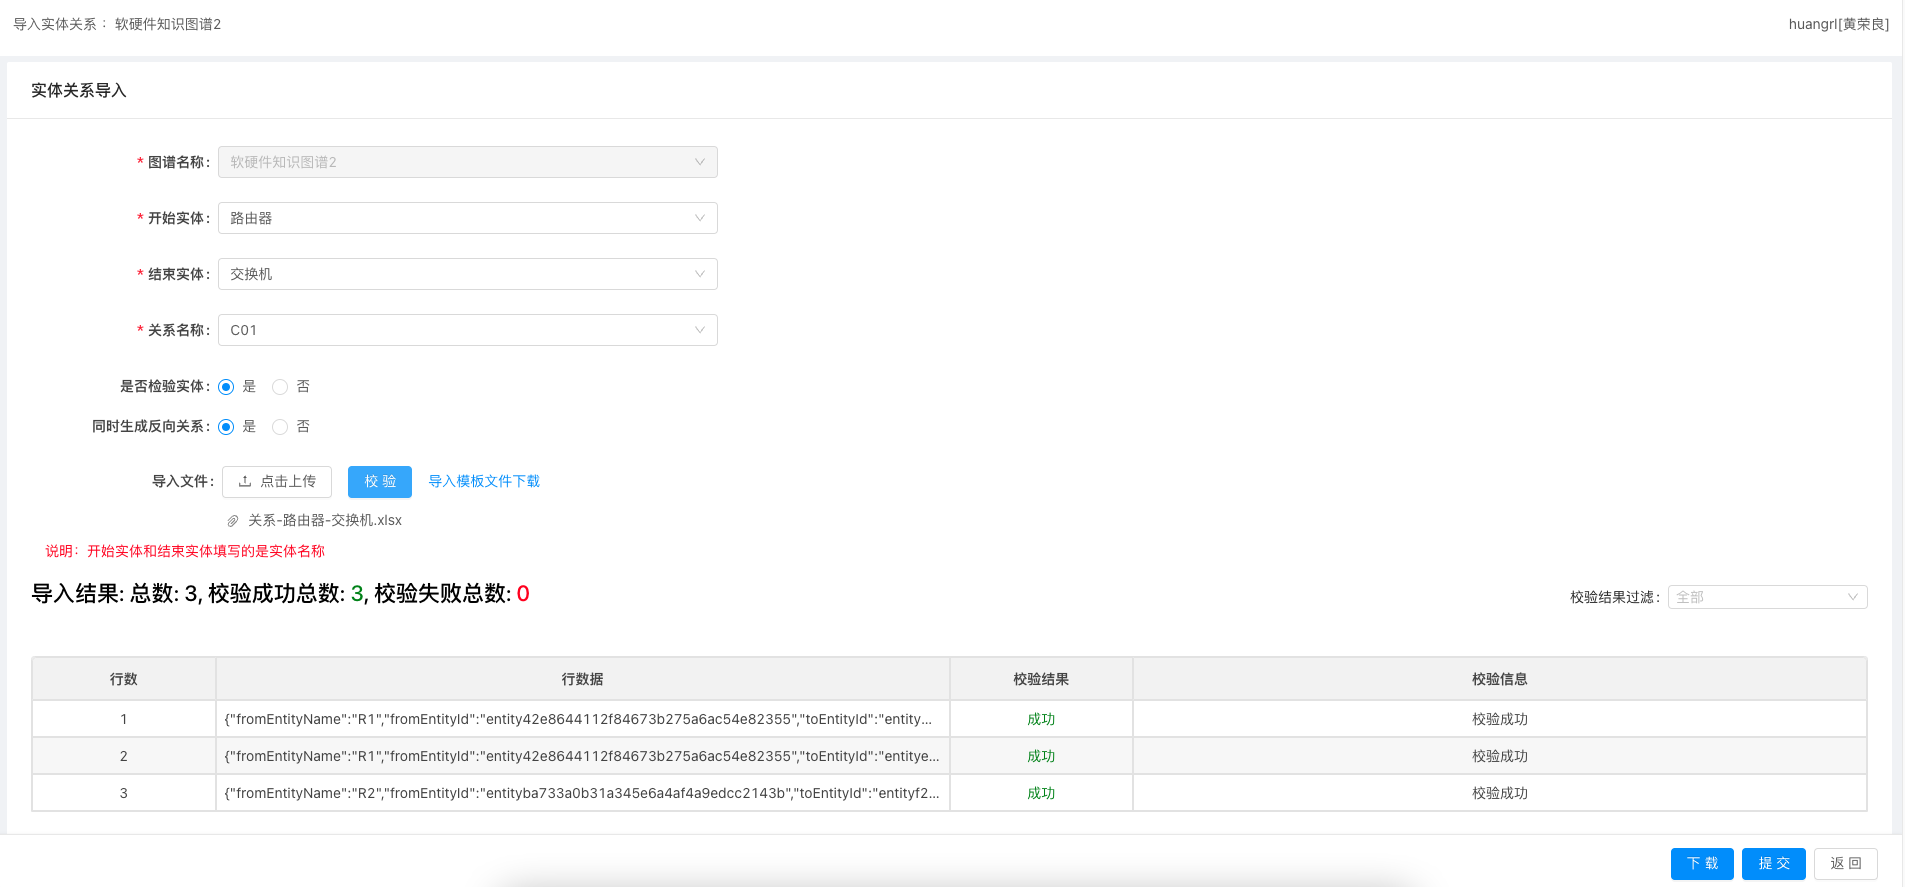 导入实体关系： 软硬件知识图谱2
huangrl[黄荣良]
实体关系导入
* 图谱名称: 软硬件知识图谱2
* 开始实体: 路由器
* 结束实体: 交换机
* 关系名称: C01
是否检验实体: 是 否
同时生成反向关系: 是 否
导入文件: 点击上传 校 验 导入模板文件下载
关系-路由器-交换机.xlsx
说明：开始实体和结束实体填写的是实体名称
导入结果: 总数: 3, 校验成功总数: 3, 校验失败总数: 0
校验结果过滤: 全部
行数 行数据 校验结果 校验信息
1 {"fromEntityName":"R1","fromEntityId":"entity42e8644112f84673b275a6ac54e82355","toEntityId":"entity... 成功 校验成功
2 {"fromEntityName":"R1","fromEntityId":"entity42e8644112f84673b275a6ac54e82355","toEntityId":"entitye... 成功 校验成功
3 {"fromEntityName":"R2","fromEntityId":"entityba733a0b31a345e6a4af4a9edcc2143b","toEntityId":"entityf2... 成功 校验成功
下 载 提 交 返 回